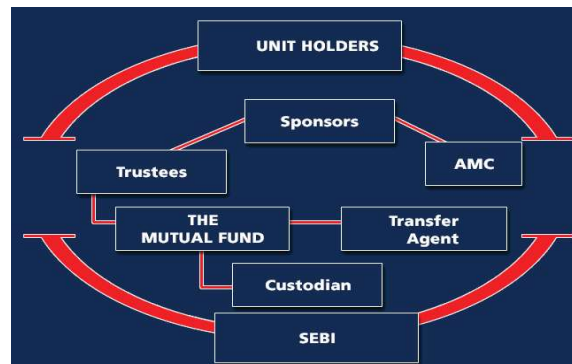 UNIT HOLDERS
Sponsors
AMC
Trustees
THE
MUTUAL FUND
Transfer
Agent
Custodian
SEBI